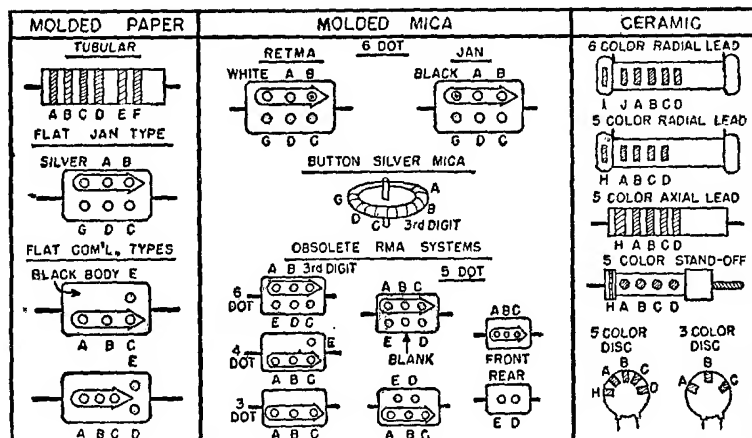 MOLDED PAPER
TUBULAR
A B C D E F
FLAT JAN TYPE
SILVER A B
G D C
FLAT COM'L, TYPES
BLACK BODY E
A B C
E
A B C D
MOLDED MICA
6 DOT
RETMA
WHITE A B
G D C
JAN
BLACK A B
G D C
BUTTON SILVER MICA
A
B
3rd DIGIT
C
D
G
OBSOLETE RMA SYSTEMS
A B 3rd DIGIT
6 DOT
E D C
4 DOT
E
A B C
3 DOT
A B C
5 DOT
A B C
E D
BLANK
E D
A B C
ABC
FRONT
REAR
E D
CERAMIC
6 COLOR RADIAL LEAD
I J A B C D
5 COLOR RADIAL LEAD
H A B C D
5 COLOR AXIAL LEAD
H A B C D
5 COLOR STAND-OFF
H A B C D
5 COLOR DISC
H A B C D
3 COLOR DISC
A B C